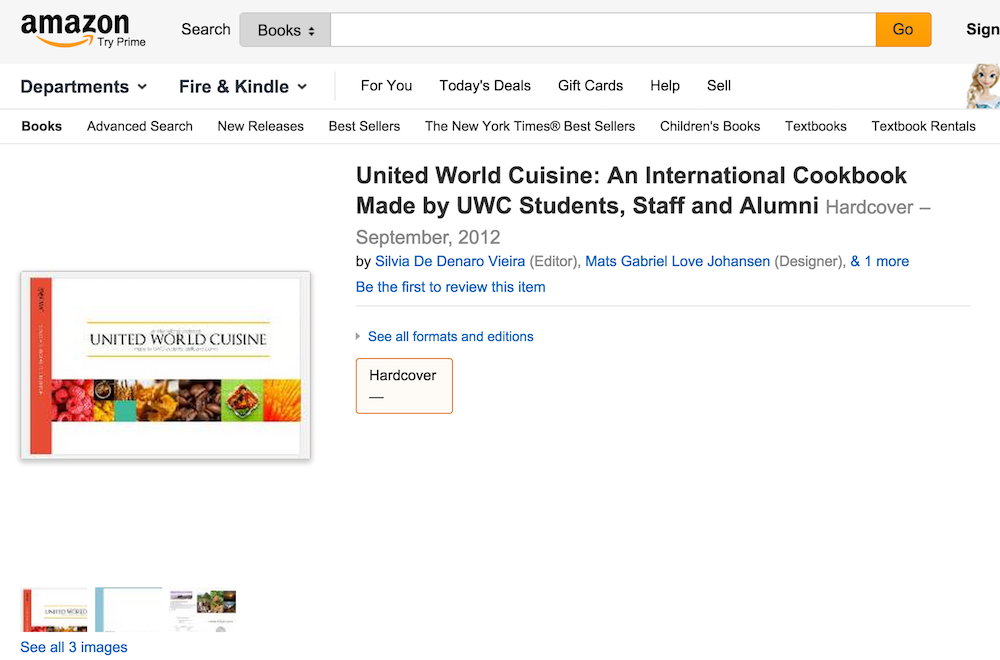 amazon
Try Prime
Search
Books
Go
Sign
Departments
Fire & Kindle
For You
Today's Deals
Gift Cards
Help
Sell
Books
Advanced Search
New Releases
Best Sellers
The New York Times® Best Sellers
Children's Books
Textbooks
Textbook Rentals
United World Cuisine: An International Cookbook
Made by UWC Students, Staff and Alumni Hardcover –
September, 2012
by Silvia De Denaro Vieira (Editor), Mats Gabriel Love Johansen (Designer), & 1 more
Be the first to review this item
See all formats and editions
Hardcover
—
UNITED WORLD CUISINE
UNITED WORLD
See all 3 images